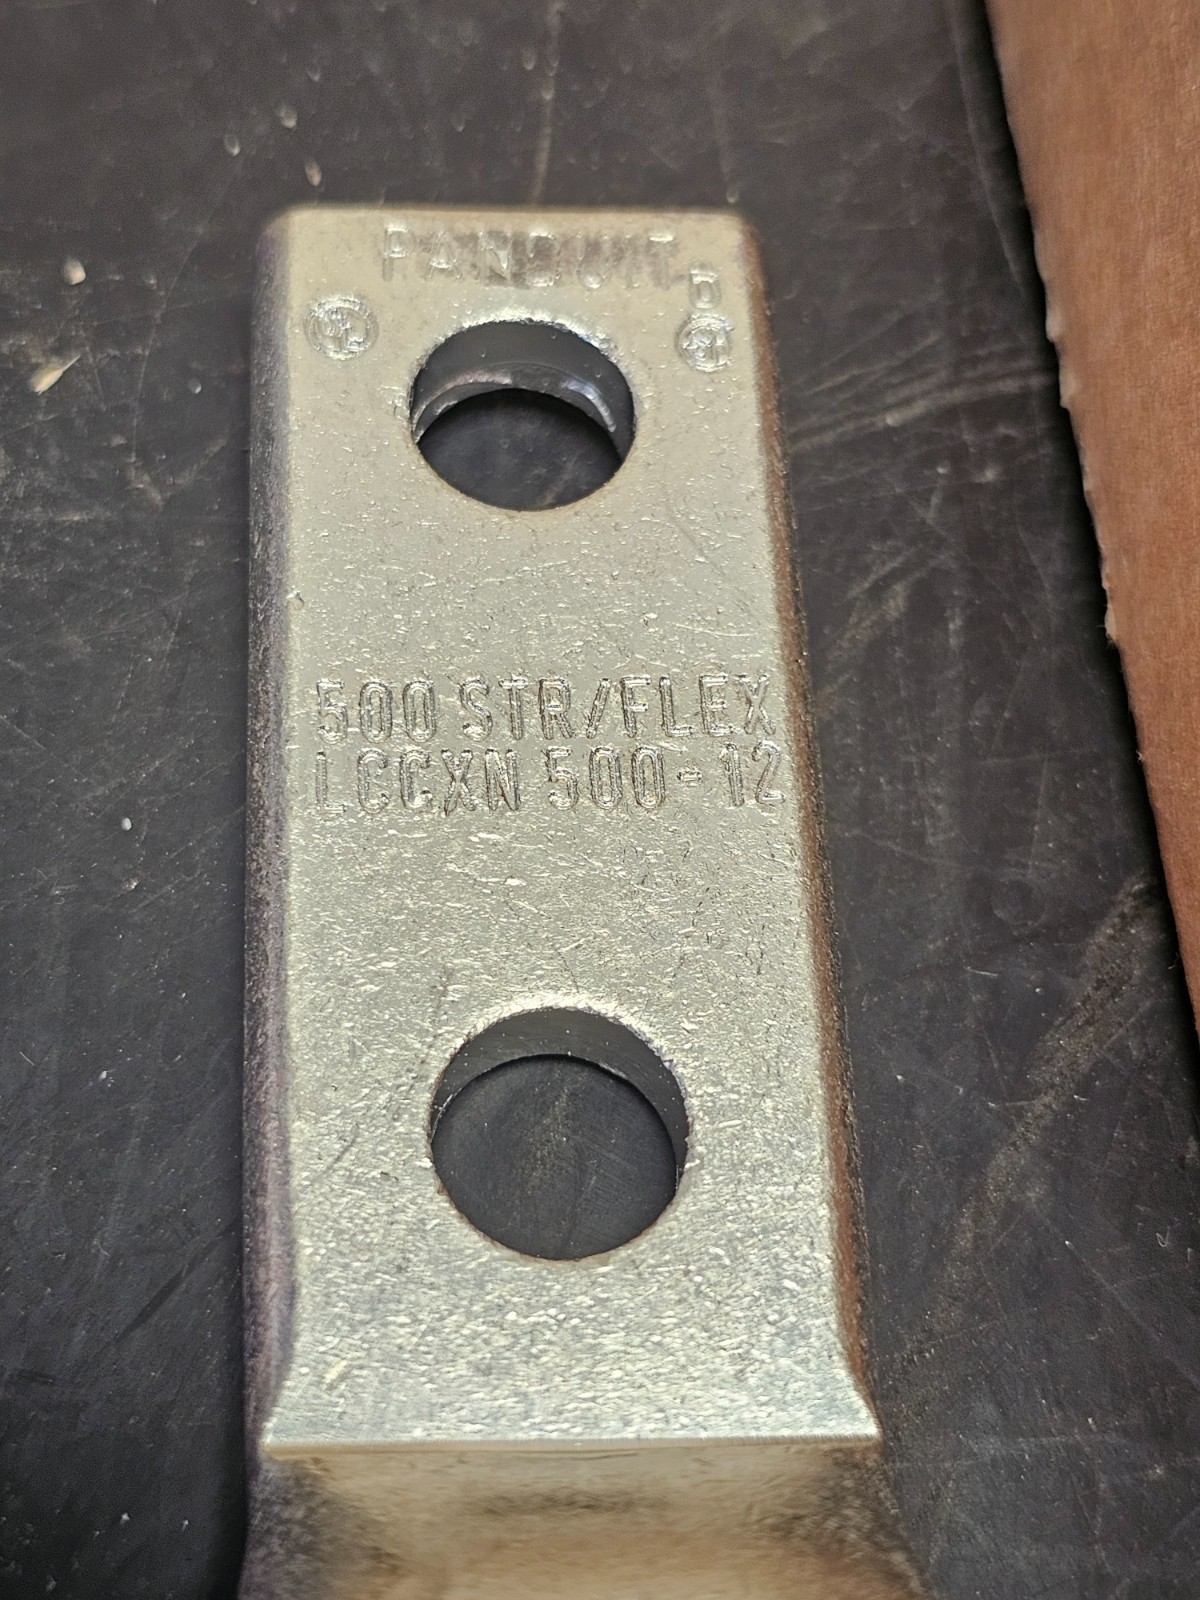 PANDUIT
500 STR/FLEX
LCCXN 500-12